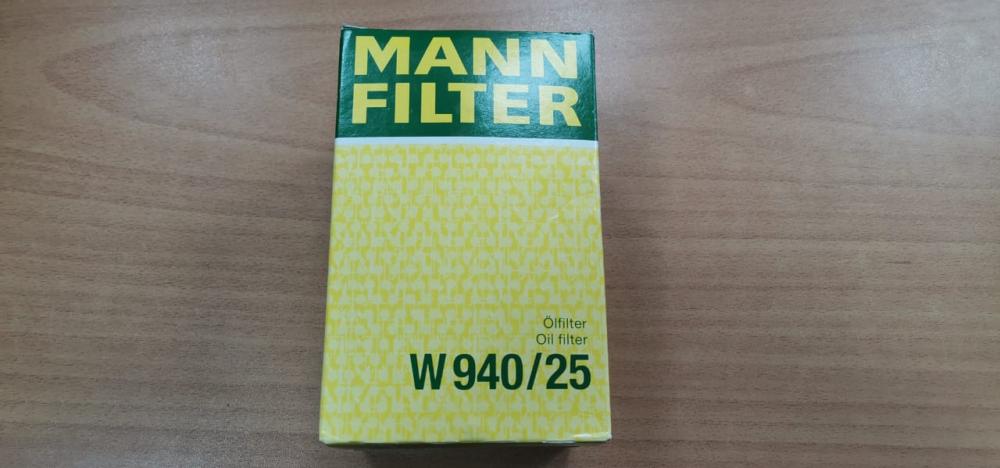 MANN
FILTER
Ölfilter
Oil filter
W 940/25